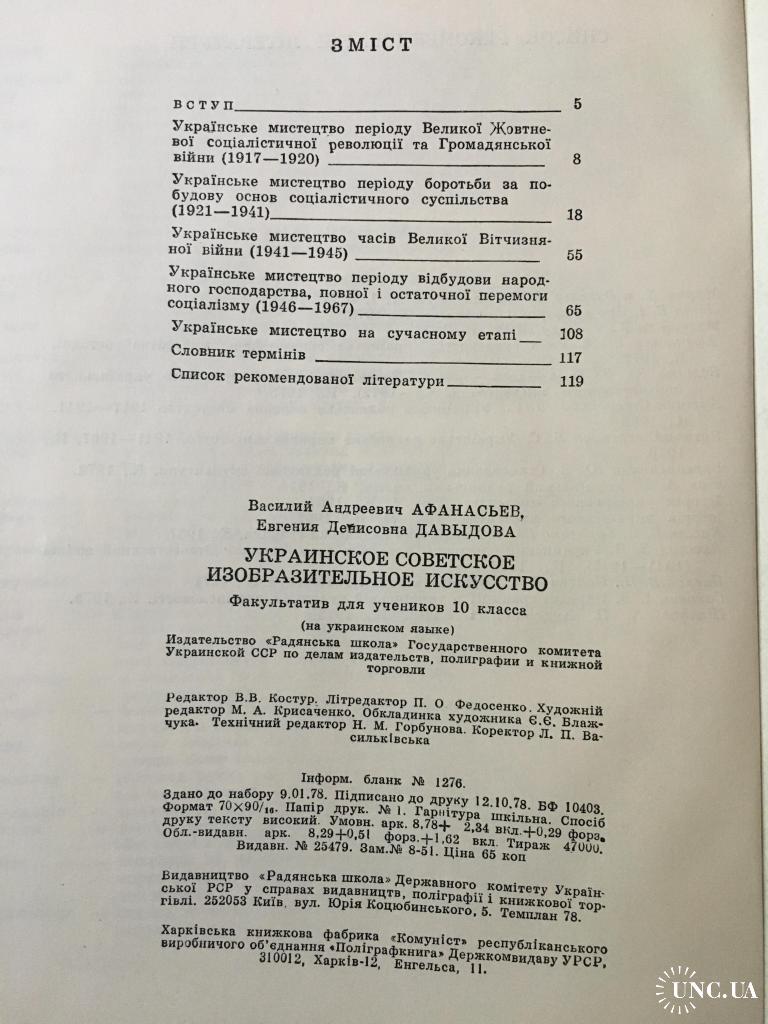 ЗМІСТ
ВСТУП 5
Українське мистецтво періоду Великої Жовтне-
вої соціалістичної революції та Громадянської
війни (1917—1920) 8
Українське мистецтво періоду боротьби за по-
будову основ соціалістичного суспільства
(1921—1941) 18
Українське мистецтво часів Великої Вітчизня-
ної війни (1941—1945) 55
Українське мистецтво періоду відбудови народ-
ного господарства, повної і остаточної перемоги
соціалізму (1946—1967) 65
Українське мистецтво на сучасному етапі 108
Словник термінів 117
Список рекомендованої літератури 119
Василий Андреевич АФАНАСЬЕВ,
Евгения Денисовна ДАВЫДОВА
УКРАИНСКОЕ СОВЕТСКОЕ
ИЗОБРАЗИТЕЛЬНОЕ ИСКУССТВО
Факультатив для учеников 10 класса
(на украинском языке)
Издательство «Радянська школа» Государственного комитета
Украинской ССР по делам издательств, полиграфии и книжной
торговли
Редактор В.В. Костур. Літредактор П. О Федосенко. Художній
редактор М. А. Крисаченко. Обкладинка художника Є.Є. Блаж-
чука. Технічний редактор Н. М. Горбунова. Коректор Л. П. Ва-
сильківська
Інформ. бланк № 1276.
Здано до набору 9.01.78. Підписано до друку 12.10.78. БФ 10403.
Формат 70×90/16. Папір друк. № 1. Гарнітура шкільна. Спосіб
друку тексту високий. Умовн. арк. 8,78+ 2,34 вкл.+0,29 форз.
Обл.-видавн. арк. 8,29+0,51 форз.+1,62 вкл. Тираж 47000.
Видавн. № 25479. Зам.№ 8-51. Ціна 65 коп
Видавництво «Радянська школа» Державного комітету Україн-
ської РСР у справах видавництв, поліграфії і книжкової тор-
гівлі. 252053 Київ, вул. Юрія Коцюбинського, 5. Темплан 78.
Харківська книжкова фабрика «Комуніст» республіканського
виробничого об'єднання «Поліграфкнига» Держкомвидаву УРСР,
310012, Харків-12, Енгельса, 11.
UNC.UA